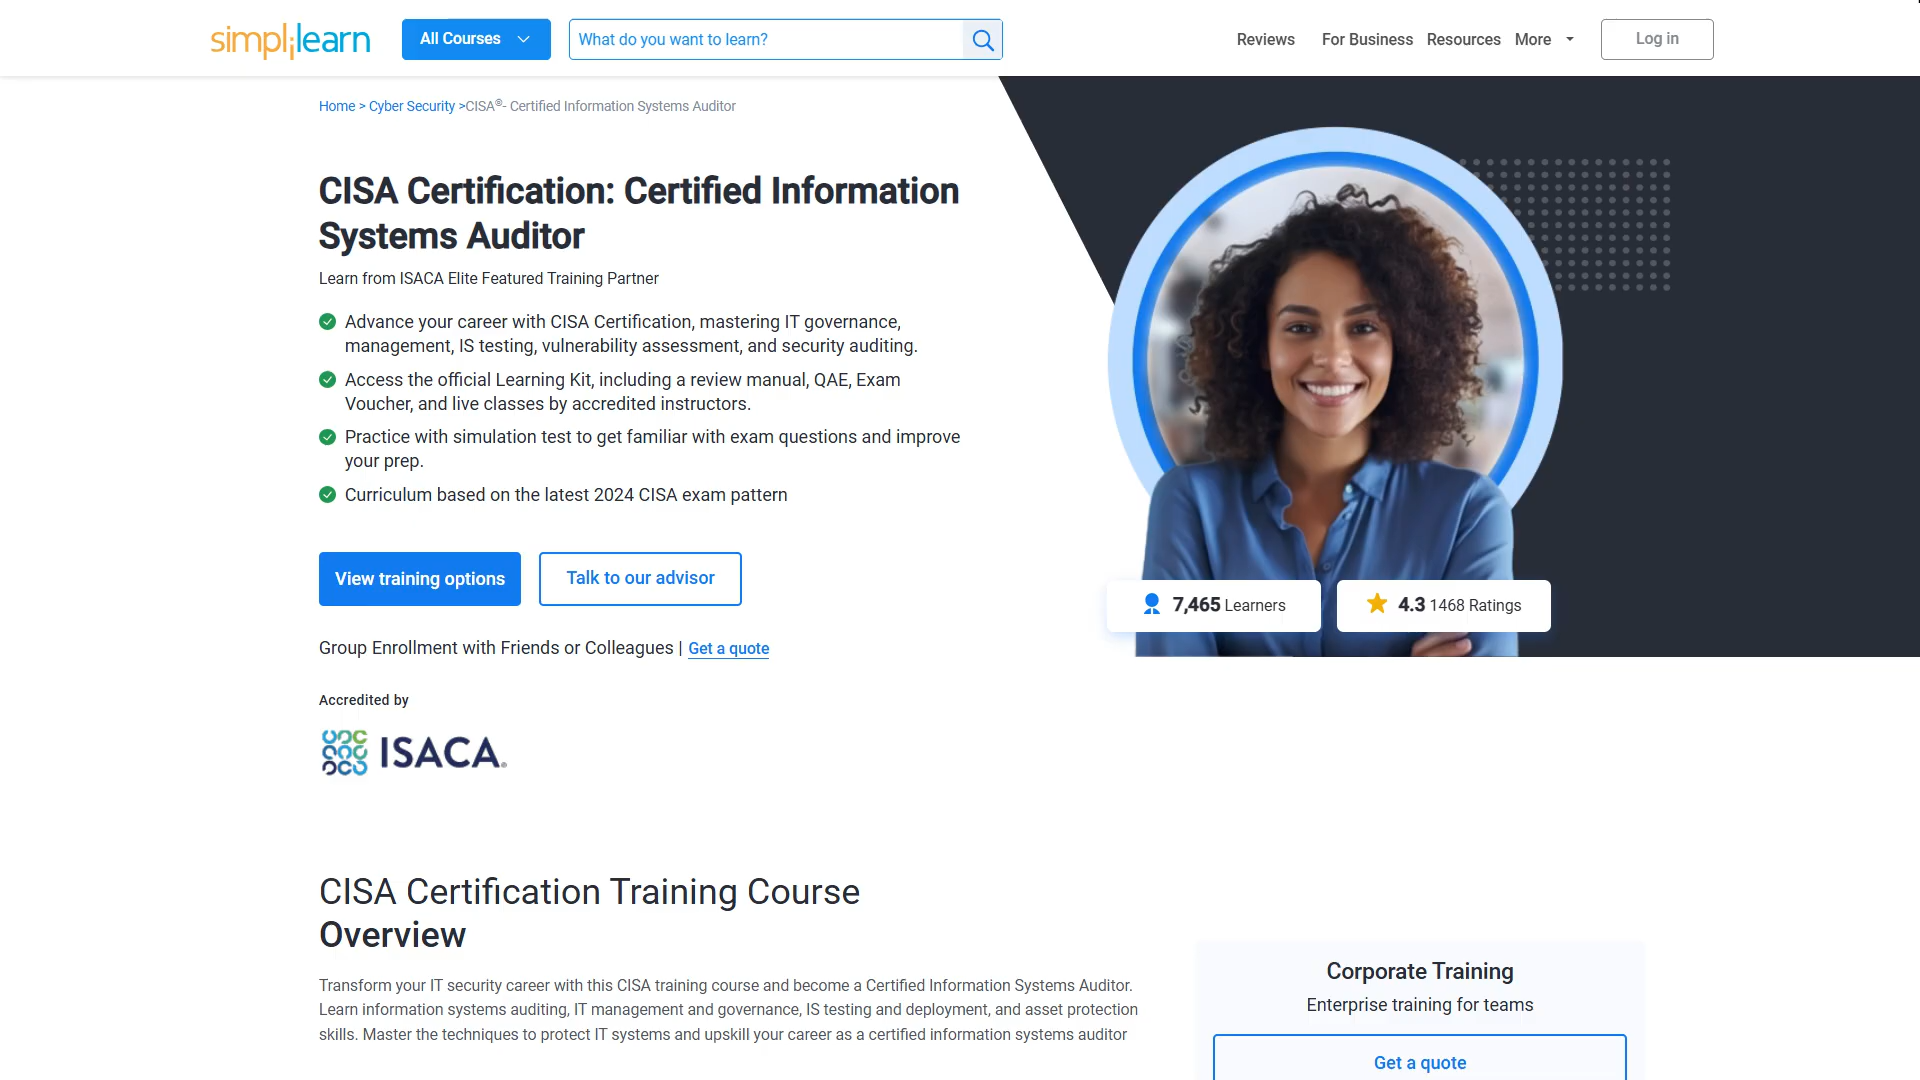 simplilearn
All Courses
What do you want to learn?
Reviews
For Business
Resources
More
Log in
Home > Cyber Security >CISA®- Certified Information Systems Auditor
CISA Certification: Certified Information
Systems Auditor
Learn from ISACA Elite Featured Training Partner
Advance your career with CISA Certification, mastering IT governance,
management, IS testing, vulnerability assessment, and security auditing.
Access the official Learning Kit, including a review manual, QAE, Exam
Voucher, and live classes by accredited instructors.
Practice with simulation test to get familiar with exam questions and improve
your prep.
Curriculum based on the latest 2024 CISA exam pattern
View training options
Talk to our advisor
7,465 Learners
4.3 1468 Ratings
Group Enrollment with Friends or Colleagues | Get a quote
Accredited by
ISACA®
CISA Certification Training Course
Overview
Transform your IT security career with this CISA training course and become a Certified Information Systems Auditor.
Learn information systems auditing, IT management and governance, IS testing and deployment, and asset protection
skills. Master the techniques to protect IT systems and upskill your career as a certified information systems auditor
Corporate Training
Enterprise training for teams
Get a quote